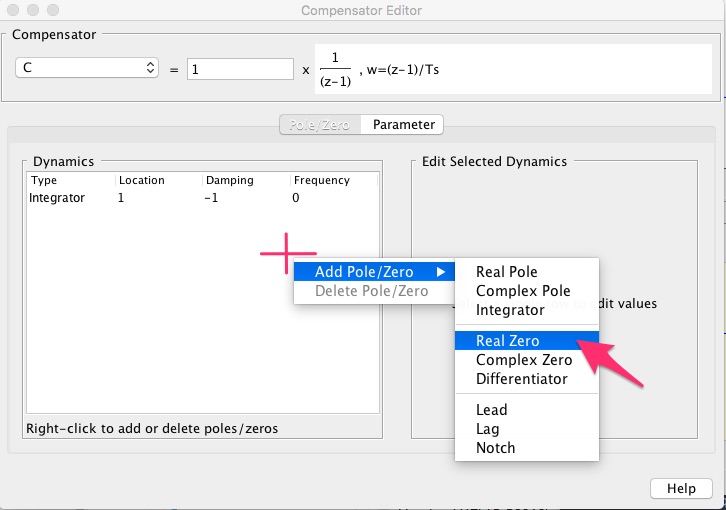 Compensator Editor
Compensator
C
=
1
x
1
(z-1)
, w=(z-1)/Ts
Pole/Zero
Parameter
Dynamics
Edit Selected Dynamics
Type Location Damping Frequency
Integrator 1 -1 0
Add Pole/Zero
Delete Pole/Zero
Real Pole
Complex Pole
Integrator
edit values
Real Zero
Complex Zero
Differentiator
Lead
Lag
Notch
Right-click to add or delete poles/zeros
Help